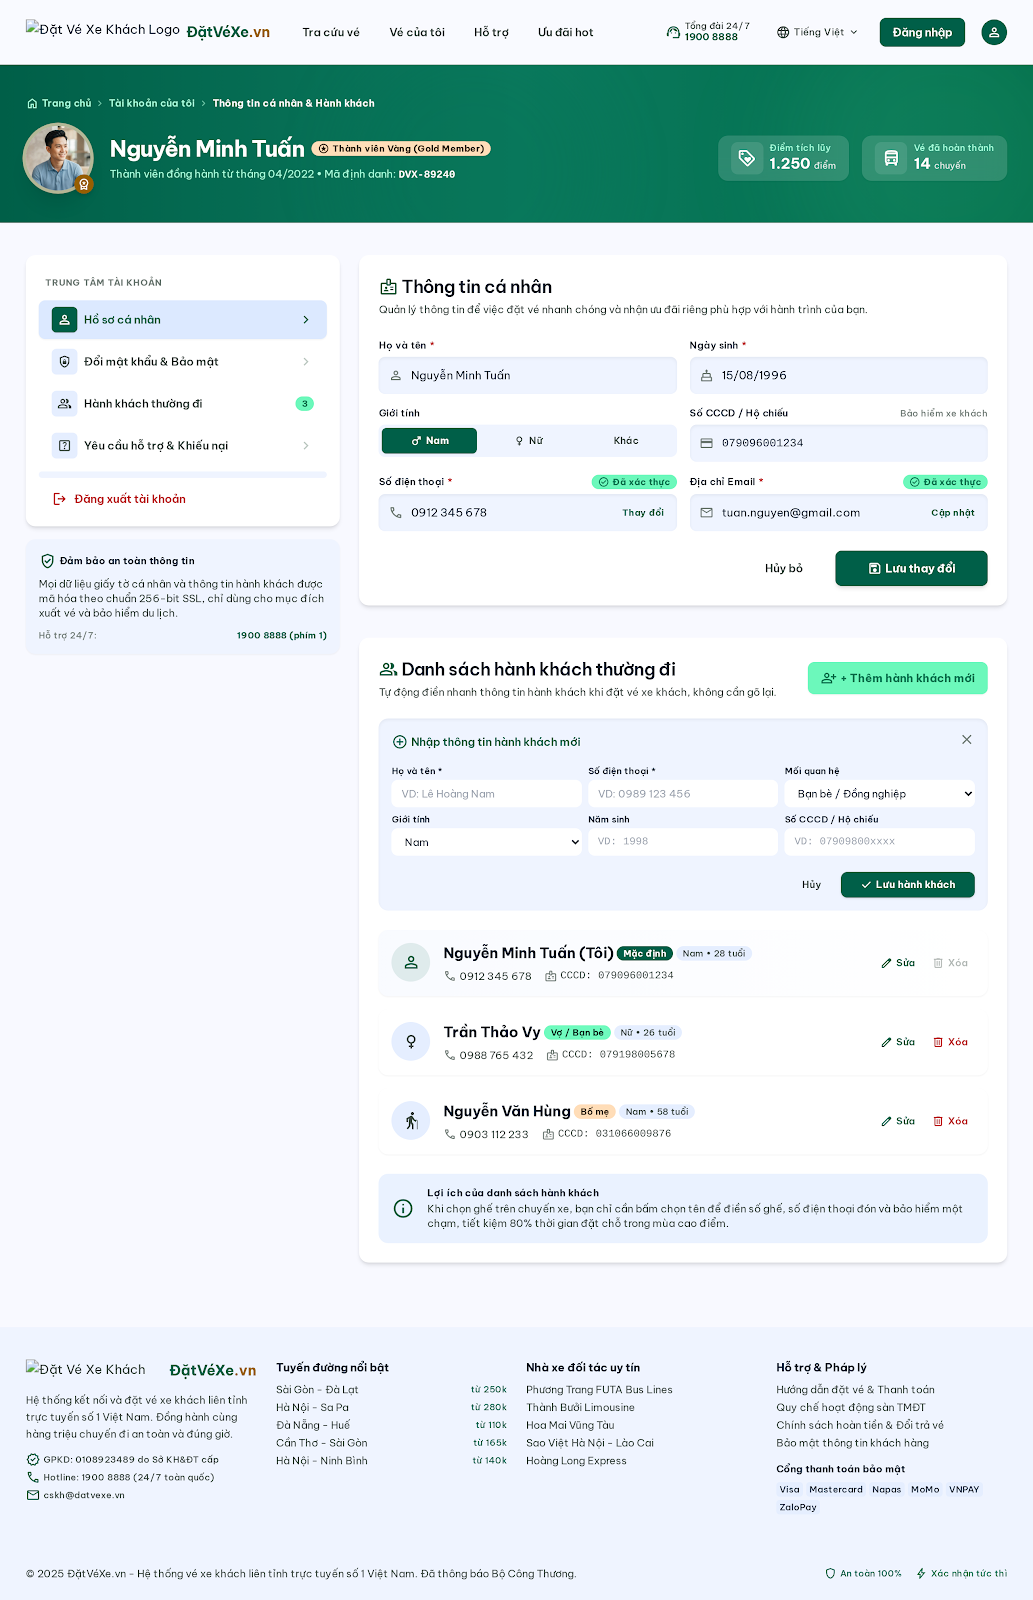 Đặt Vé Xe Khách Logo ĐặtVéXe.vn
Tra cứu vé
Vé của tôi
Hỗ trợ
Ưu đãi hot
Tổng đài 24/7
1900 8888
Tiếng Việt
Đăng nhập
Trang chủ > Tài khoản của tôi > Thông tin cá nhân & Hành khách
Nguyễn Minh Tuấn
Thành viên Vàng (Gold Member)
Thành viên đồng hành từ tháng 04/2022 • Mã định danh: DVX-89240
Điểm tích lũy
1.250 điểm
Vé đã hoàn thành
14 chuyến
TRUNG TÂM TÀI KHOẢN
Hồ sơ cá nhân
Đổi mật khẩu & Bảo mật
Hành khách thường đi 3
Yêu cầu hỗ trợ & Khiếu nại
Đăng xuất tài khoản
Đảm bảo an toàn thông tin
Mọi dữ liệu giấy tờ cá nhân và thông tin hành khách được
mã hóa theo chuẩn 256-bit SSL, chỉ dùng cho mục đích
xuất vé và bảo hiểm du lịch.
Hỗ trợ 24/7: 1900 8888 (phím 1)
Thông tin cá nhân
Quản lý thông tin để việc đặt vé nhanh chóng và nhận ưu đãi riêng phù hợp với hành trình của bạn.
Họ và tên *
Nguyễn Minh Tuấn
Ngày sinh *
15/08/1996
Giới tính
Nam
Nữ
Khác
Số CCCD / Hộ chiếu Bảo hiểm xe khách
079096001234
Số điện thoại * Đã xác thực
0912 345 678 Thay đổi
Địa chỉ Email * Đã xác thực
tuan.nguyen@gmail.com Cập nhật
Hủy bỏ
Lưu thay đổi
Danh sách hành khách thường đi
Tự động điền nhanh thông tin hành khách khi đặt vé xe khách, không cần gõ lại.
+ Thêm hành khách mới
Nhập thông tin hành khách mới
Họ và tên *
VD: Lê Hoàng Nam
Số điện thoại *
VD: 0989 123 456
Mối quan hệ
Bạn bè / Đồng nghiệp
Giới tính
Nam
Năm sinh
VD: 1998
Số CCCD / Hộ chiếu
VD: 07909800xxxx
Hủy
Lưu hành khách
Nguyễn Minh Tuấn (Tôi) Mặc định Nam • 28 tuổi
0912 345 678 CCCD: 079096001234
Sửa Xóa
Trần Thảo Vy Vợ / Bạn bè Nữ • 26 tuổi
0988 765 432 CCCD: 079198005678
Sửa Xóa
Nguyễn Văn Hùng Bố mẹ Nam • 58 tuổi
0903 112 233 CCCD: 031066009876
Sửa Xóa
Lợi ích của danh sách hành khách
Khi chọn ghế trên chuyến xe, bạn chỉ cần bấm chọn tên để điền số ghế, số điện thoại đón và bảo hiểm một
chạm, tiết kiệm 80% thời gian đặt chỗ trong mùa cao điểm.
Đặt Vé Xe Khách ĐặtVéXe.vn
Hệ thống kết nối và đặt vé xe khách liên tỉnh
trực tuyến số 1 Việt Nam. Đồng hành cùng
hàng triệu chuyến đi an toàn và đúng giờ.
GPKD: 0108923489 do Sở KH&ĐT cấp
Hotline: 1900 8888 (24/7 toàn quốc)
cskh@datvexe.vn
Tuyến đường nổi bật
Sài Gòn - Đà Lạt từ 250k
Hà Nội - Sa Pa từ 280k
Đà Nẵng - Huế từ 110k
Cần Thơ - Sài Gòn từ 165k
Hà Nội - Ninh Bình từ 140k
Nhà xe đối tác uy tín
Phương Trang FUTA Bus Lines
Thành Bưởi Limousine
Hoa Mai Vũng Tàu
Sao Việt Hà Nội - Lào Cai
Hoàng Long Express
Hỗ trợ & Pháp lý
Hướng dẫn đặt vé & Thanh toán
Quy chế hoạt động sàn TMĐT
Chính sách hoàn tiền & Đổi trả vé
Bảo mật thông tin khách hàng
Cổng thanh toán bảo mật
Visa Mastercard Napas MoMo VNPAY
ZaloPay
© 2025 ĐặtVéXe.vn - Hệ thống vé xe khách liên tỉnh trực tuyến số 1 Việt Nam. Đã thông báo Bộ Công Thương.
An toàn 100%
Xác nhận tức thì